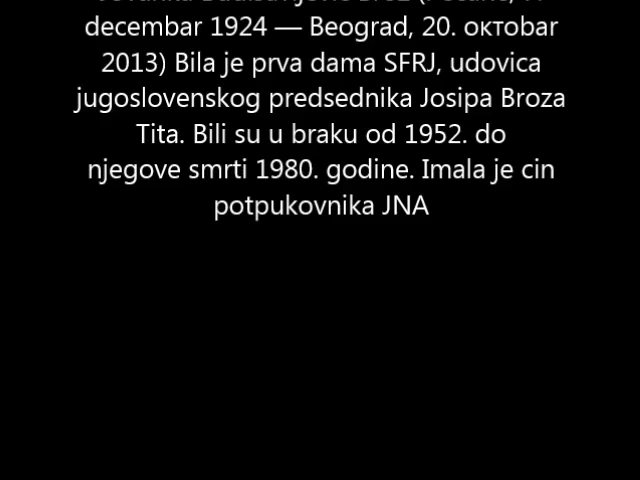 decembar 1924 — Beograd, 20. октobar
2013) Bila je prva dama SFRJ, udovica
jugoslovenskog predsednika Josipa Broza
Tita. Bili su u braku od 1952. do
njegove smrti 1980. godine. Imala je cin
potpukovnika JNA